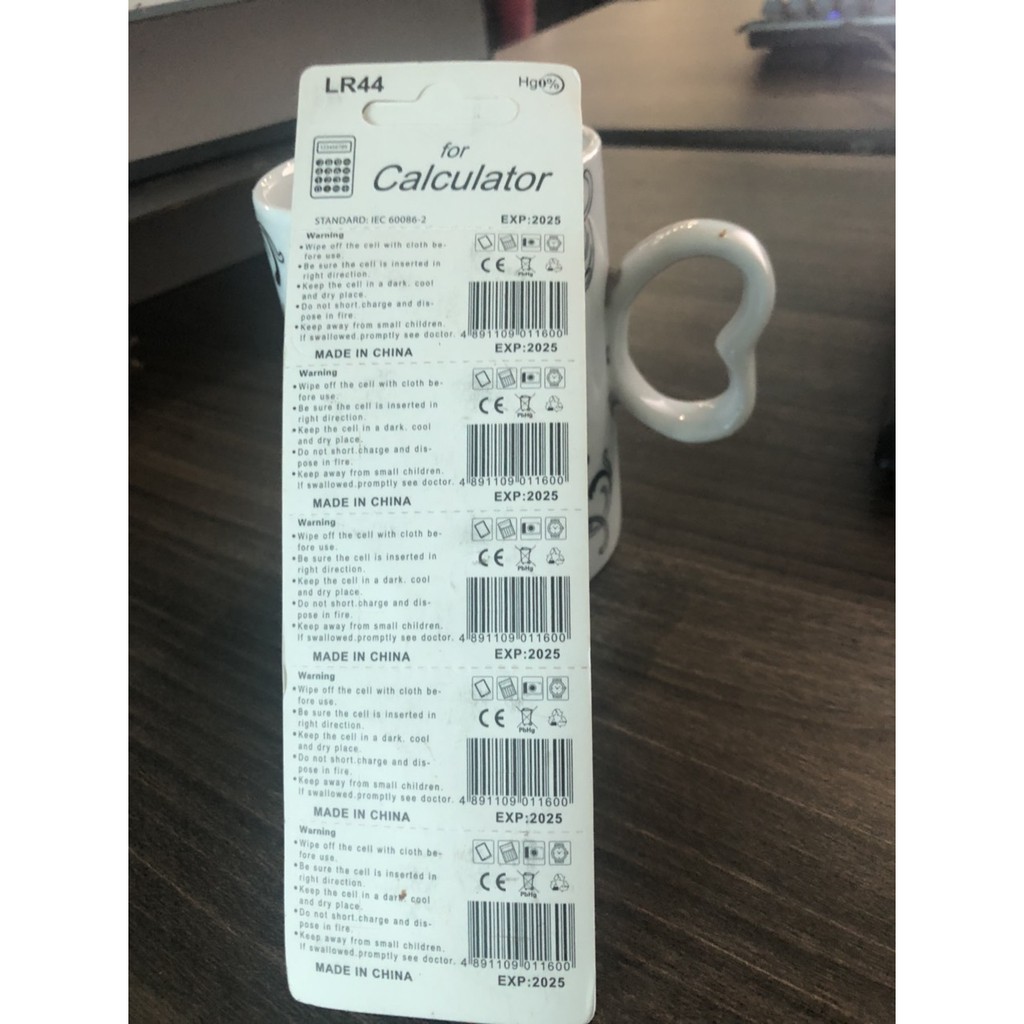 LR44
Hg0%
for
Calculator
STANDARD: IEC 60086-2
EXP:2025
Warning
•Wipe off the cell with cloth be-
fore use.
•Be sure the cell is inserted in
right direction.
•Keep the cell in a dark. cool
and dry place.
•Do not short.charge and dis-
pose in fire.
•Keep away from small children.
If swallowed.promptly see doctor.
CE
PbHg
4 891109 011600
MADE IN CHINA
EXP:2025
Warning
•Wipe off the cell with cloth be-
fore use.
•Be sure the cell is inserted in
right direction.
•Keep the cell in a dark. cool
and dry place.
•Do not short.charge and dis-
pose in fire.
•Keep away from small children.
If swallowed.promptly see doctor.
CE
PbHg
4 891109 011600
MADE IN CHINA
EXP:2025
Warning
•Wipe off the cell with cloth be-
fore use.
•Be sure the cell is inserted in
right direction.
•Keep the cell in a dark. cool
and dry place.
•Do not short.charge and dis-
pose in fire.
•Keep away from small children.
If swallowed.promptly see doctor.
CE
PbHg
4 891109 011600
MADE IN CHINA
EXP:2025
Warning
•Wipe off the cell with cloth be-
fore use.
•Be sure the cell is inserted in
right direction.
•Keep the cell in a dark. cool
and dry place.
•Do not short.charge and dis-
pose in fire.
•Keep away from small children.
If swallowed.promptly see doctor.
CE
PbHg
4 891109 011600
MADE IN CHINA
EXP:2025
Warning
•Wipe off the cell with cloth be-
fore use.
•Be sure the cell is inserted in
right direction.
•Keep the cell in a dark cool
and dry place.
•Do not short.charge and dis-
pose in fire.
•Keep away from small children.
If swallowed.promptly see doctor.
CE
PbHg
4 891109 011600
MADE IN CHINA
EXP:2025